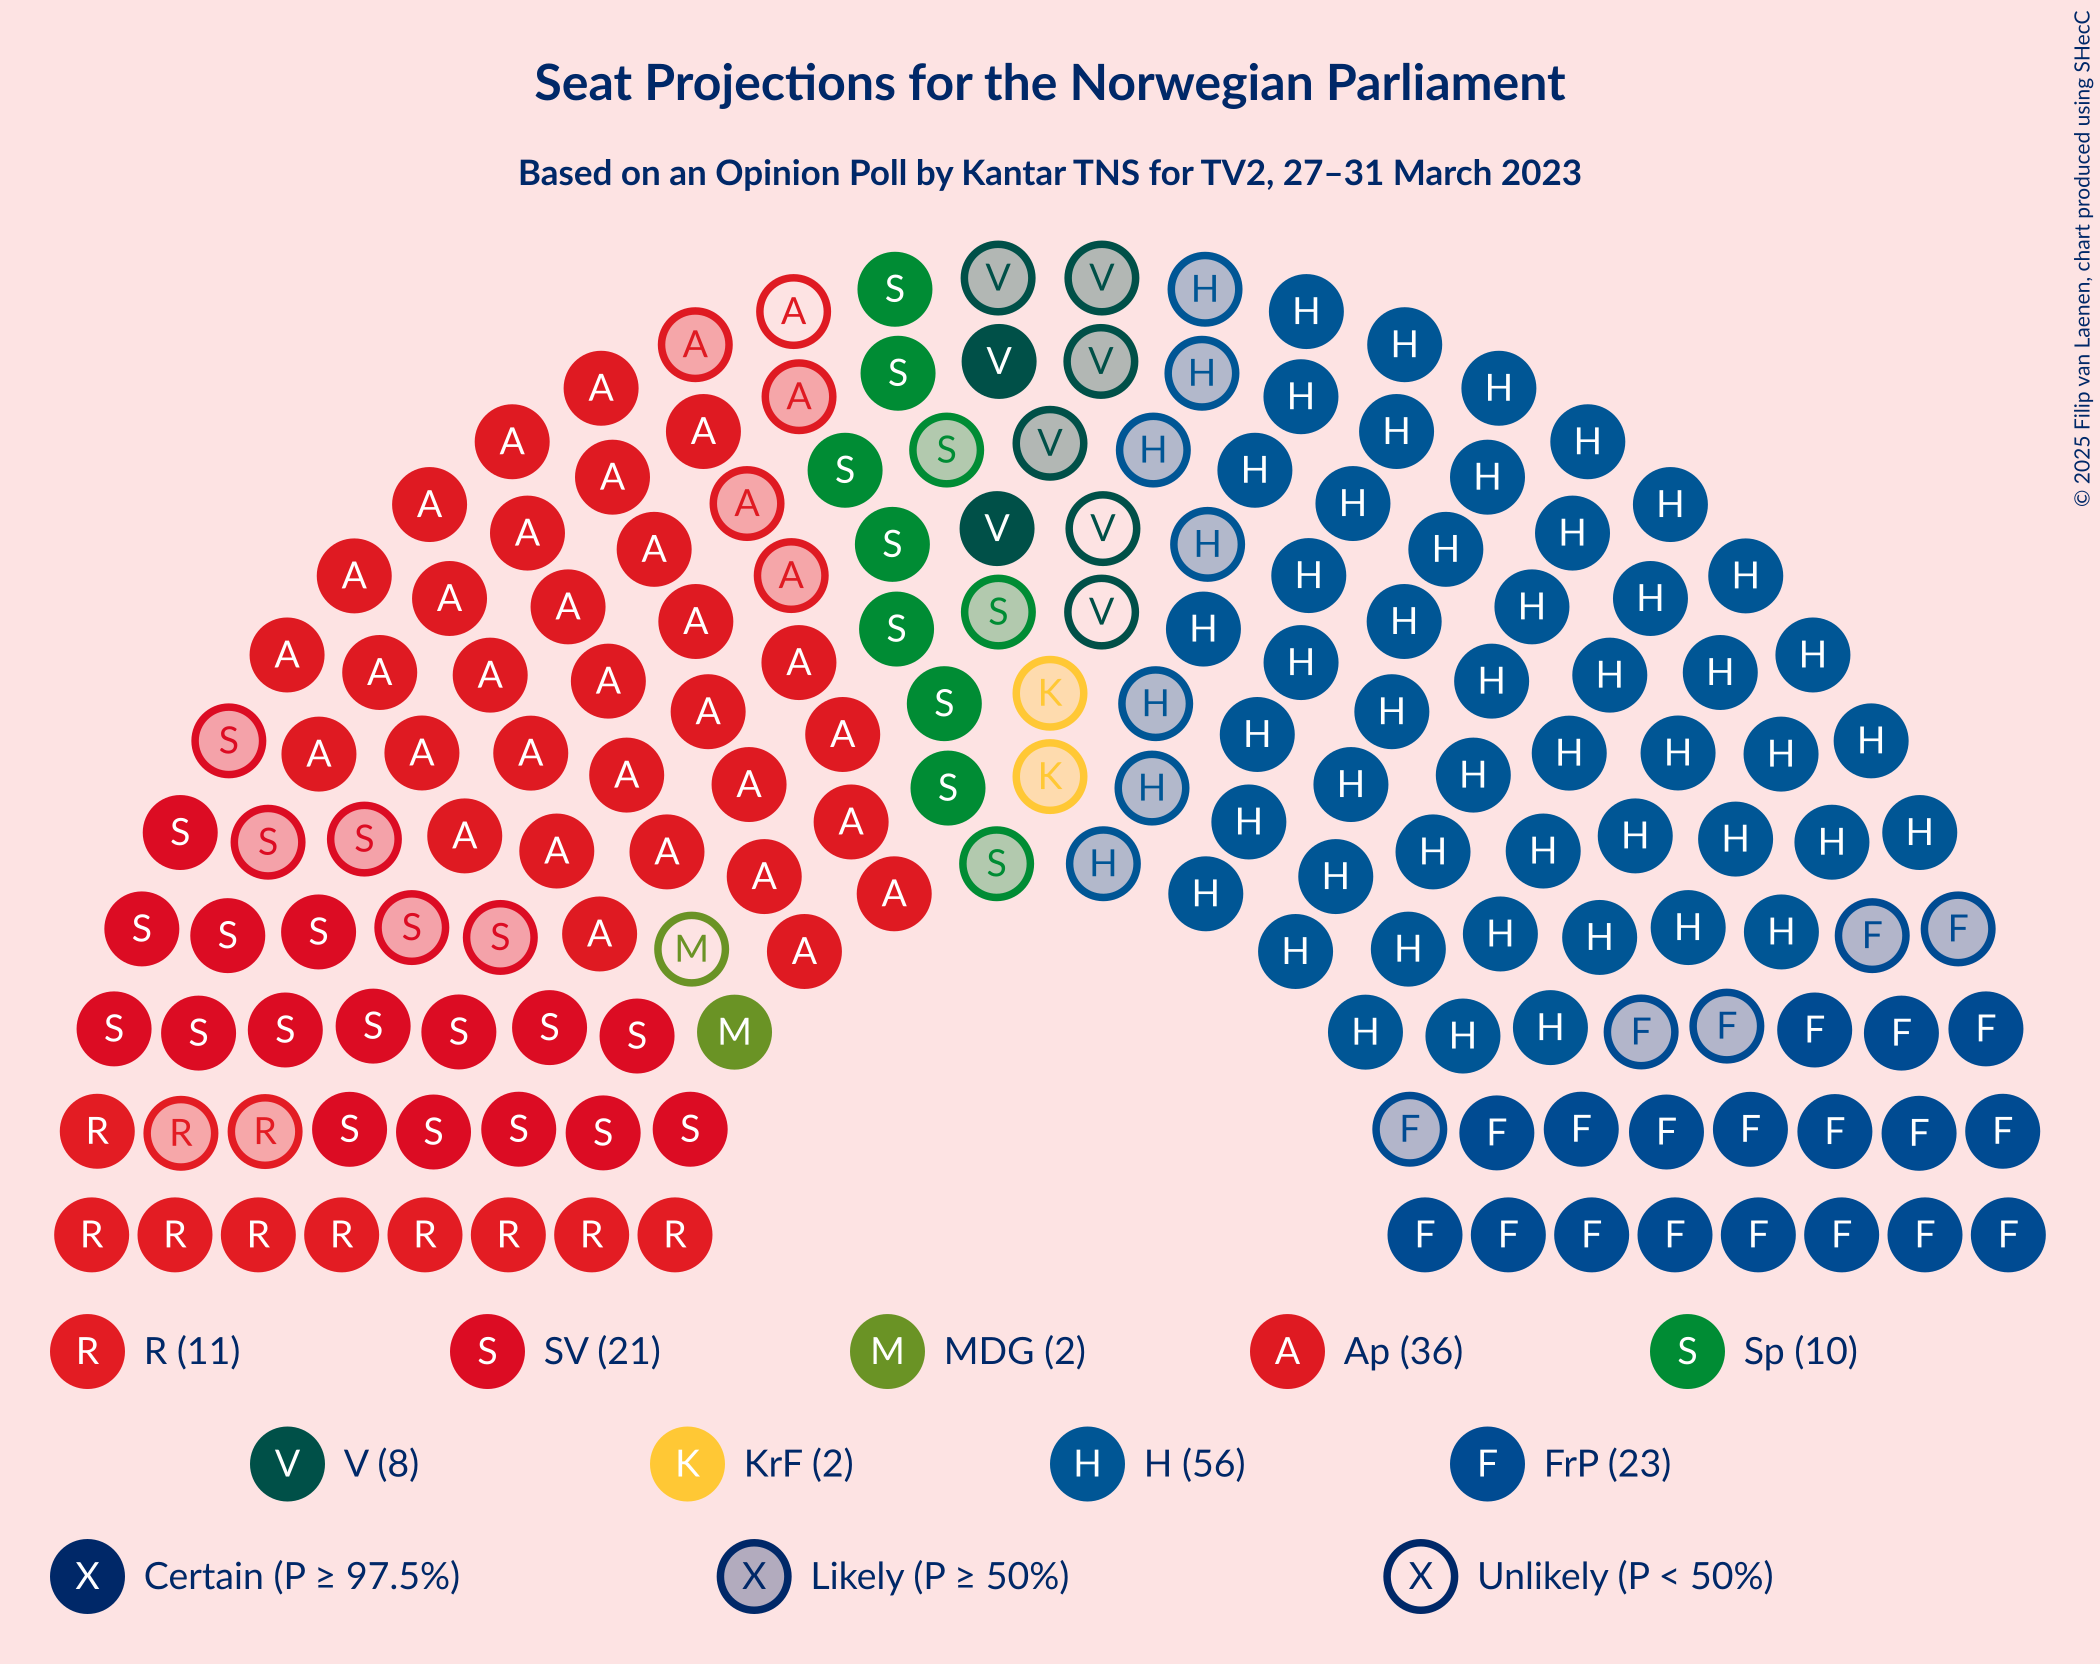 Seat Projections for the Norwegian Parliament
Based on an Opinion Poll by Kantar TNS for TV2, 27–31 March 2023
© 2025 Filip van Laenen, chart produced using SHecC
V V
S H
A H
A V V H
S H
A H
A A H H
S V H
A H H
A A S H H
A A H H
A S V H H
A A H H
A A S H H H
A A H H
A A S V H H
A A S V H H
A A A H H H
A A A S K H H H H
S A A A A A S K H H H H H H
S S S A A A A A S H H H H H H H H
S S S S S A M A A H H H H H H H F F
S S S S S S S M H H H F F F F F
R R R S S S S S F F F F F F F F
R R R R R R R R F F F F F F F F
R R (11) S SV (21) M MDG (2) A Ap (36) S Sp (10)
V V (8) K KrF (2) H H (56) F FrP (23)
X Certain (P ≥ 97.5%) X Likely (P ≥ 50%) X Unlikely (P < 50%)